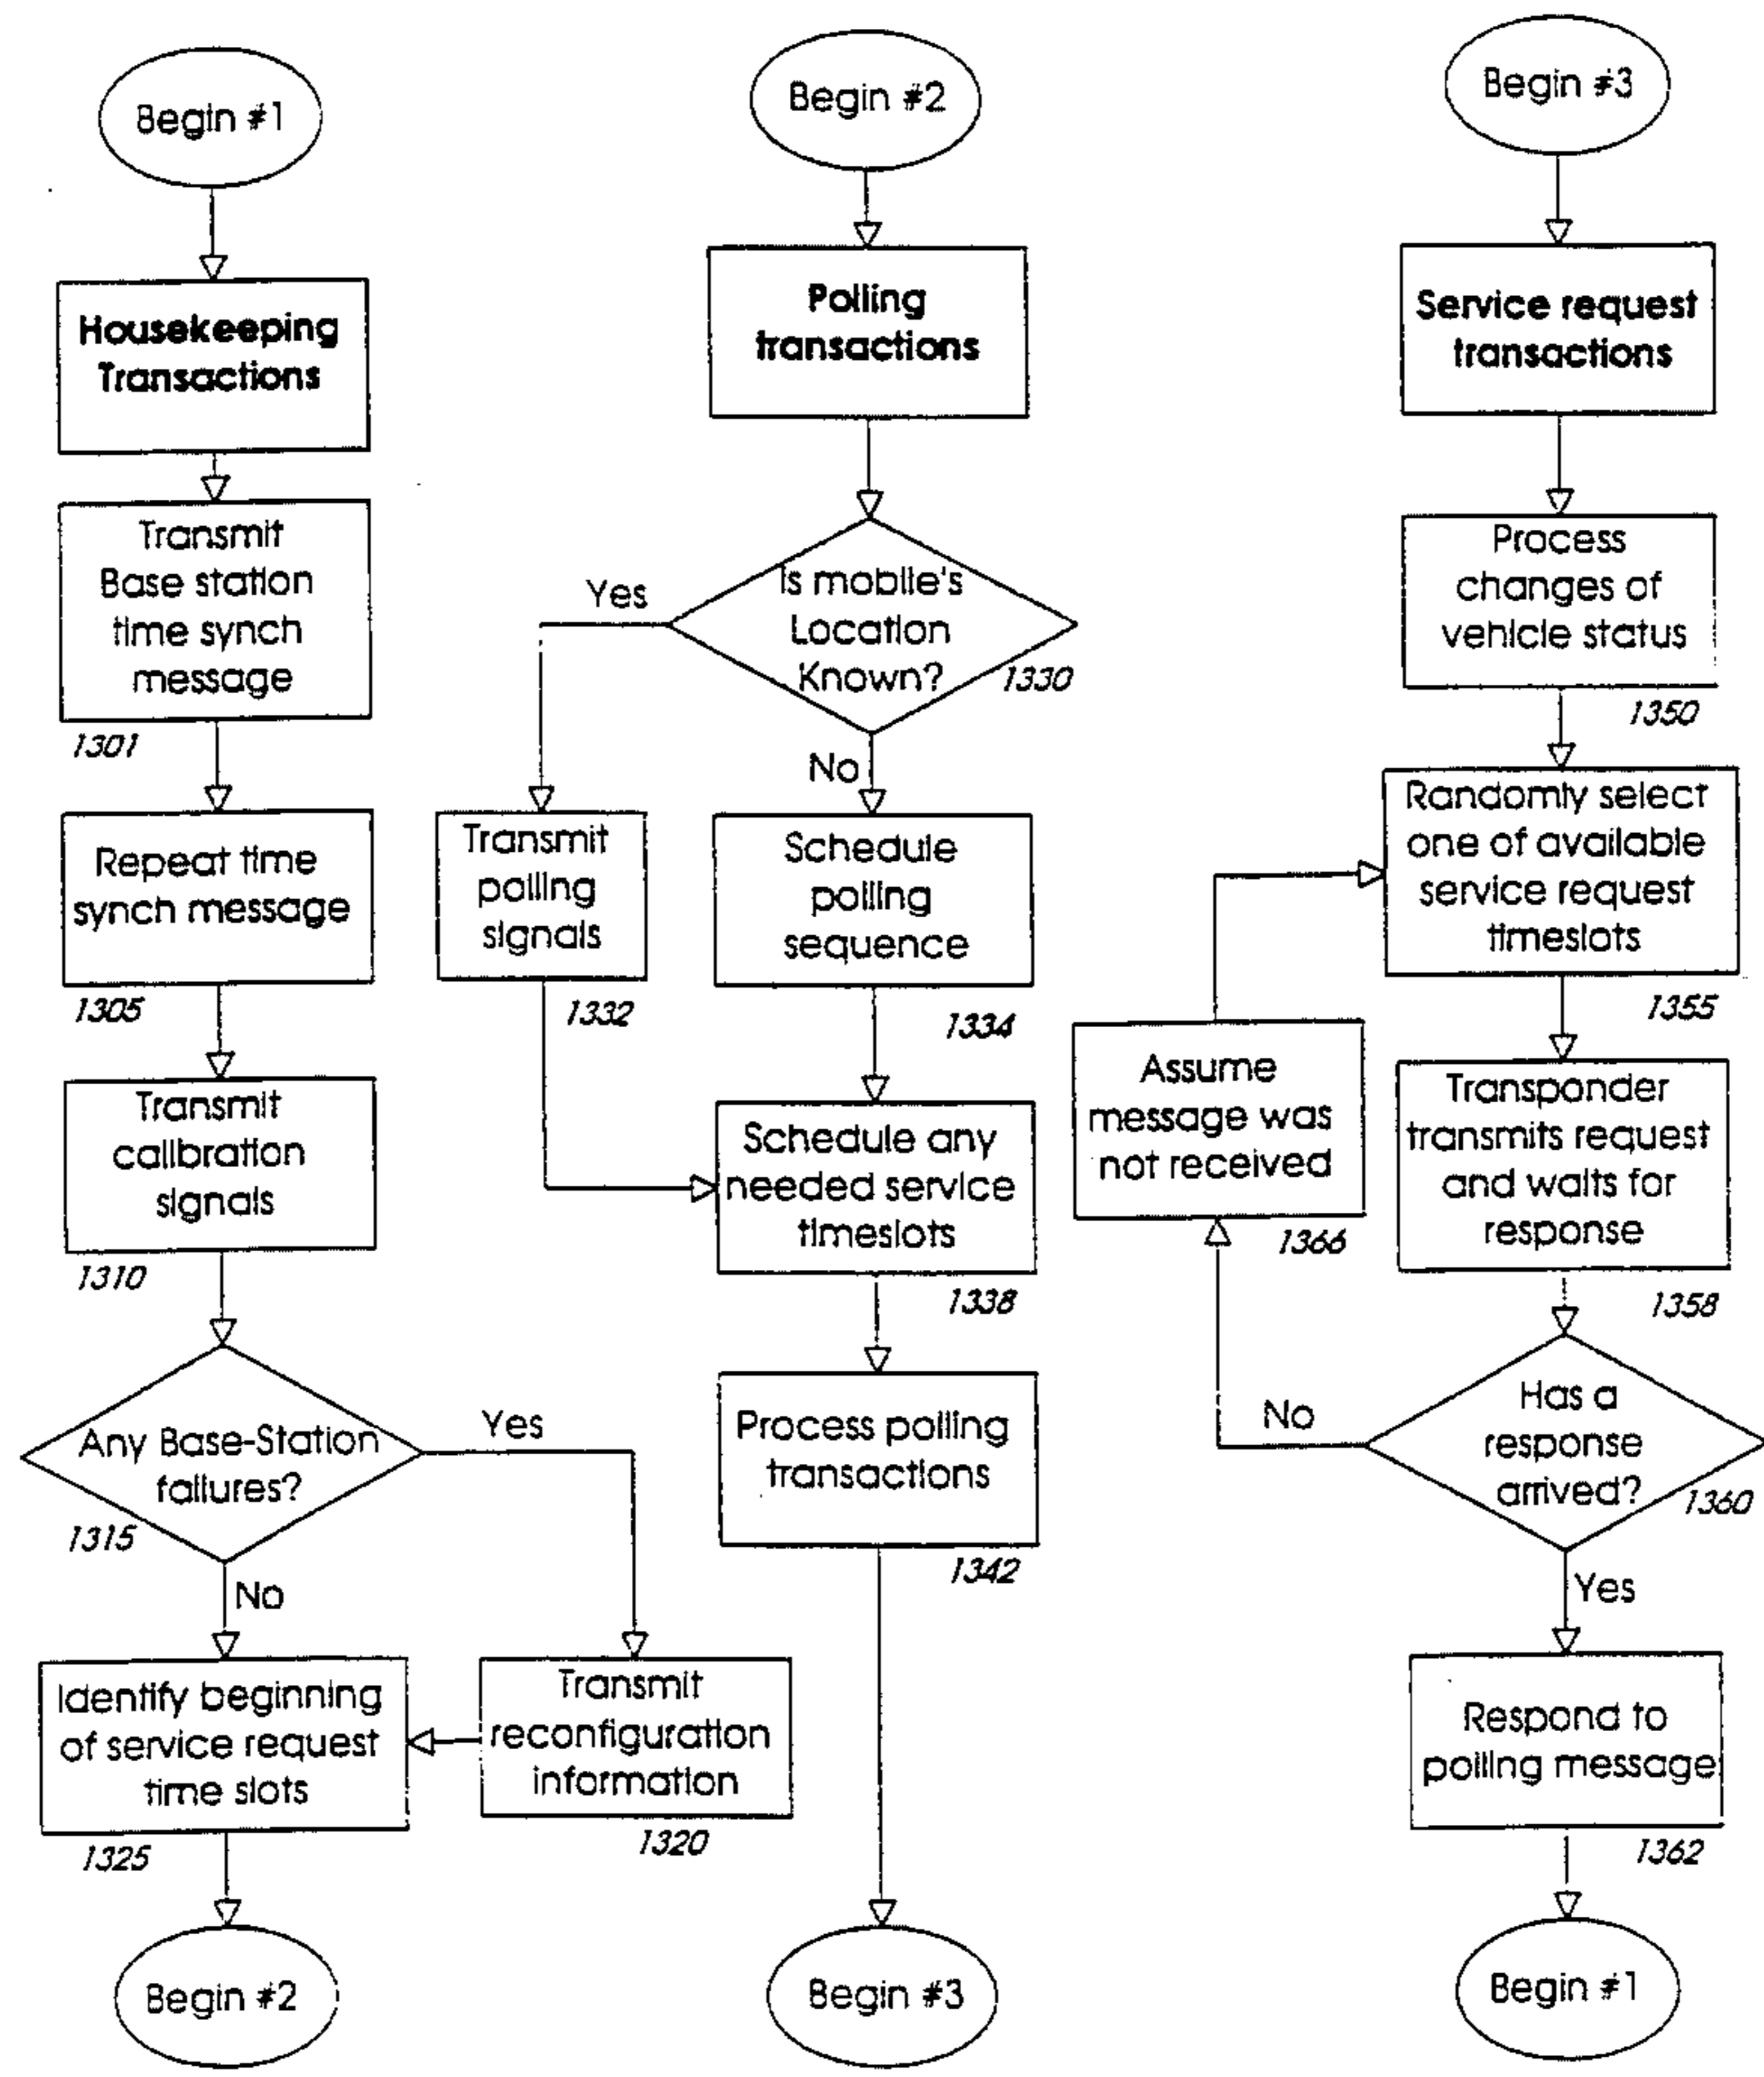 Begin #1
Housekeeping
Transactions
Transmit
Base station
time synch
message
1301
Repeat time
synch message
1305
Transmit
calibration
signals
1310
Any Base-Station
failures?
1315
Yes
No
Identify beginning
of service request
time slots
1325
Transmit
reconfiguration
information
1320
Begin #2
Begin #2
Polling
transactions
Is mobile's
Location
Known?
1330
Yes
No
Transmit
polling
signals
1332
Schedule
polling
sequence
1334
Schedule any
needed service
timeslots
1338
Process polling
transactions
1342
Begin #3
Begin #3
Service request
transactions
Process
changes of
vehicle status
1350
Randomly select
one of available
service request
timeslots
1355
Transponder
transmits request
and waits for
response
1358
Has a
response
arrived?
1360
No
Assume
message was
not received
1366
Yes
Respond to
polling message
1362
Begin #1